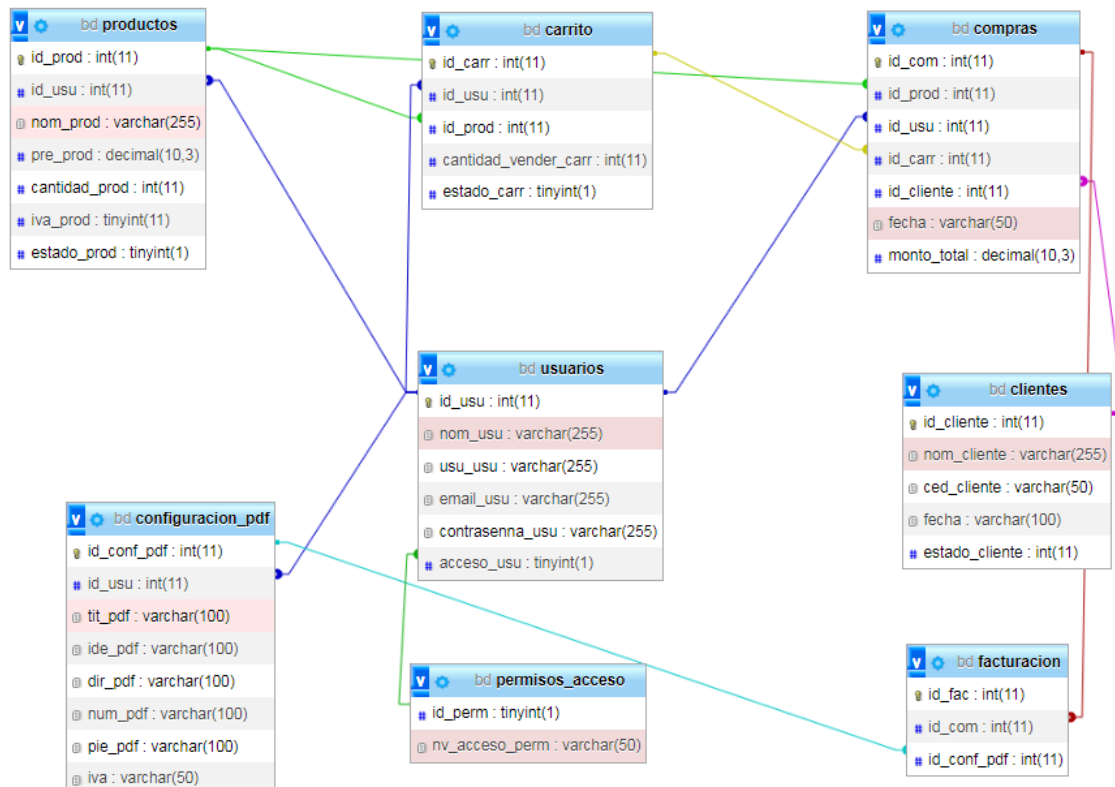 bd productos
id_prod : int(11)
id_usu : int(11)
nom_prod : varchar(255)
pre_prod : decimal(10,3)
cantidad_prod : int(11)
iva_prod : tinyint(11)
estado_prod : tinyint(1)
bd carrito
id_carr : int(11)
id_usu : int(11)
id_prod : int(11)
cantidad_vender_carr : int(11)
estado_carr : tinyint(1)
bd compras
id_com : int(11)
id_prod : int(11)
id_usu : int(11)
id_carr : int(11)
id_cliente : int(11)
fecha : varchar(50)
monto_total : decimal(10,3)
bd usuarios
id_usu : int(11)
nom_usu : varchar(255)
usu_usu : varchar(255)
email_usu : varchar(255)
contrasenna_usu : varchar(255)
acceso_usu : tinyint(1)
bd clientes
id_cliente : int(11)
nom_cliente : varchar(255)
ced_cliente : varchar(50)
fecha : varchar(100)
estado_cliente : int(11)
bd configuracion_pdf
id_conf_pdf : int(11)
id_usu : int(11)
tit_pdf : varchar(100)
ide_pdf : varchar(100)
dir_pdf : varchar(100)
num_pdf : varchar(100)
pie_pdf : varchar(100)
iva : varchar(50)
bd permisos_acceso
id_perm : tinyint(1)
nv_acceso_perm : varchar(50)
bd facturacion
id_fac : int(11)
id_com : int(11)
id_conf_pdf : int(11)